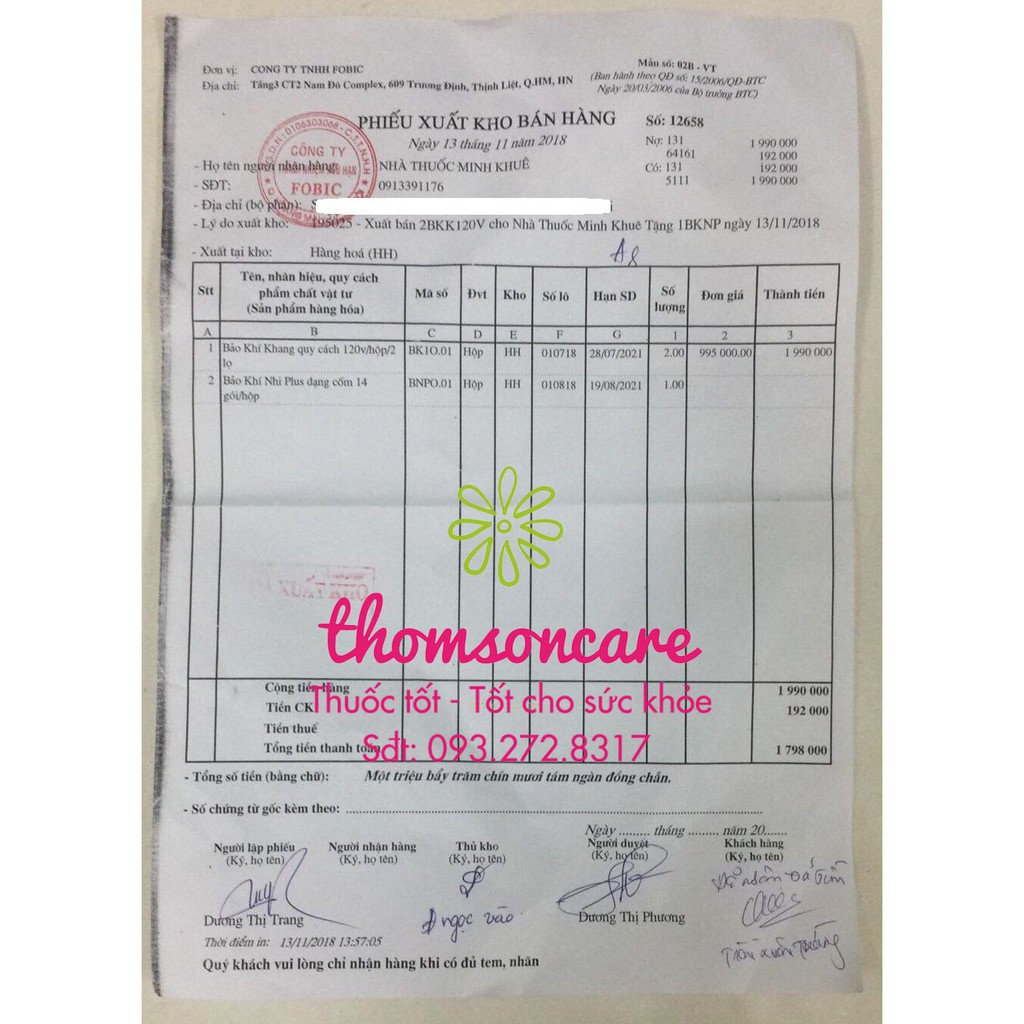 Đơn vị: CONG TY TNHH FOBIC
Địa chỉ: Tầng3 CT2 Nam Đô Complex, 609 Trương Định, Thịnh Liệt, Q.HM, HN
Mẫu số: 02B - VT
(Ban hành theo QĐ số: 15/2006/QĐ-BTC
Ngày 20/03/2006 của Bộ trưởng BTC)
PHIẾU XUẤT KHO BÁN HÀNG
Số: 12658
Ngày 13 tháng 11 năm 2018
Nợ: 131 1 990 000
64161 192 000
Có: 131 192 000
5111 1 990 000
Đ.N: 0106303068 - C.T.T.N.H.H
CÔNG TY
FOBIC
- Họ tên người nhận hàng: NHÀ THUỐC MINH KHUÊ
- SĐT: 0913391176
- Địa chỉ (bộ phận): S
- Lý do xuất kho: 195025 - Xuất bán 2BKK120V cho Nhà Thuốc Minh Khuê Tặng 1BKNP ngày 13/11/2018
- Xuất tại kho: Hàng hoá (HH)
Stt Tên, nhãn hiệu, quy cách phẩm chất vật tư (Sản phẩm hàng hóa) Mã số Đvt Kho Số lô Hạn SD Số lượng Đơn giá Thành tiền
A B C D E F G 1 2 3
1 Bảo Khí Khang quy cách 120v/hộp/2 BK1O.01 Hộp HH 010718 28/07/2021 2.00 995 000.00 1 990 000
lọ
2 Bảo Khí Nhi Plus dạng cốm 14 BNPO.01 Hộp HH 010818 19/08/2021 1.00
gói/hộp
XUẤT KHO
thomsoncare
Thuốc tốt - Tốt cho sức khỏe
Sđt: 093.272.8317
Cộng tiền hàng 1 990 000
Tiền CK 192 000
Tiền thuế
Tổng tiền thanh toán 1 798 000
- Tổng số tiền (bằng chữ): Một triệu bẩy trăm chín mươi tám ngàn đồng chẵn.
- Số chứng từ gốc kèm theo: ..........
Ngày ......... tháng ......... năm 20.......
Người lập phiếu Người nhận hàng Thủ kho Người duyệt Khách hàng
(Ký, họ tên) (Ký, họ tên) (Ký, họ tên) (Ký, họ tên) (Ký, họ tên)
Dương Thị Trang
Dương Thị Phương
Thời điểm in: 13/11/2018 13:57:05
Quý khách vui lòng chỉ nhận hàng khi có đủ tem, nhãn